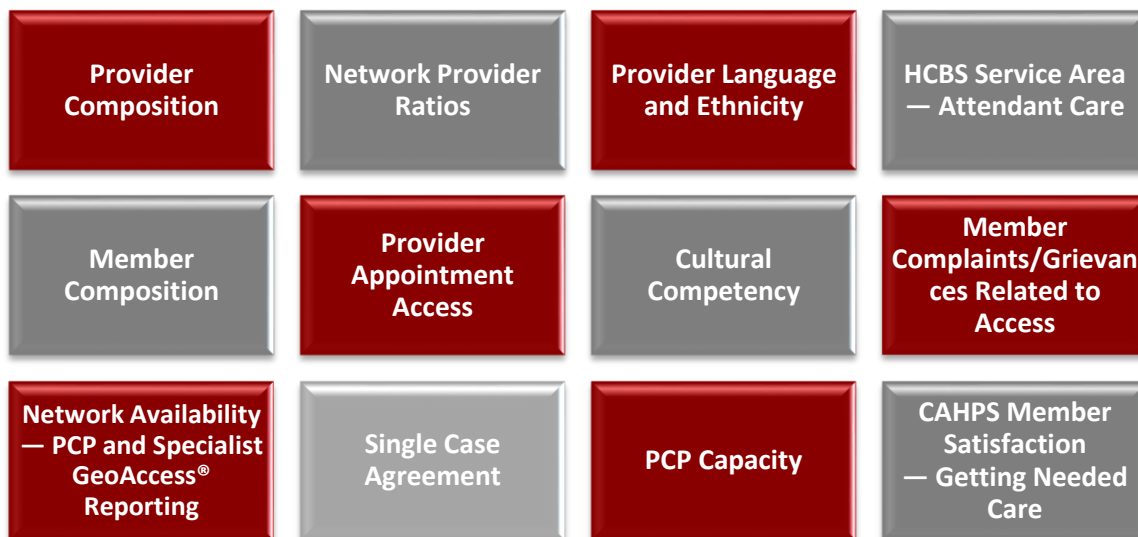 Provider
Composition
Network Provider
Ratios
Provider Language
and Ethnicity
HCBS Service Area
— Attendant Care
Member
Composition
Provider
Appointment
Access
Cultural
Competency
Member
Complaints/Grievan
ces Related to
Access
Network Availability
— PCP and Specialist
GeoAccess®
Reporting
Single Case
Agreement
PCP Capacity
CAHPS Member
Satisfaction
— Getting Needed
Care